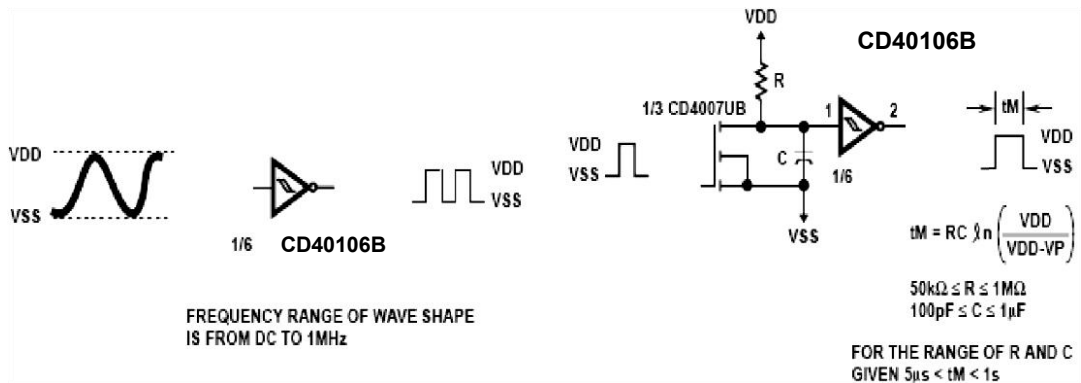 VDD
VSS
1/6 CD40106B
VDD
VSS
FREQUENCY RANGE OF WAVE SHAPE
IS FROM DC TO 1MHz
VDD
CD40106B
R
1/3 CD4007UB
1
2
VDD
VSS
C
1/6
VSS
tM
VDD
VSS
tM = RC ln (VDD / VDD-VP)
50kΩ ≤ R ≤ 1MΩ
100pF ≤ C ≤ 1μF
FOR THE RANGE OF R AND C
GIVEN 5μs < tM < 1s